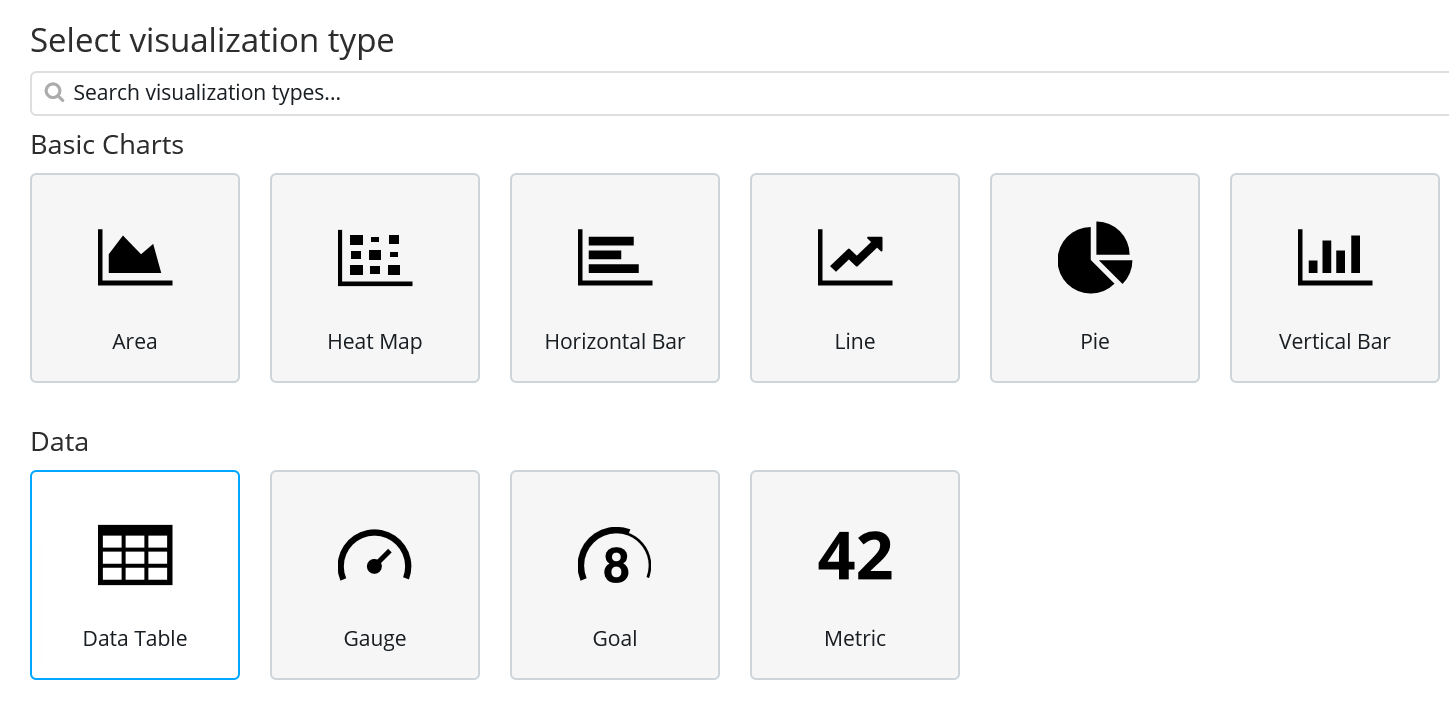 Select visualization type
Search visualization types...
Basic Charts
Area
Heat Map
Horizontal Bar
Line
Pie
Vertical Bar
Data
8
42
Data Table
Gauge
Goal
Metric